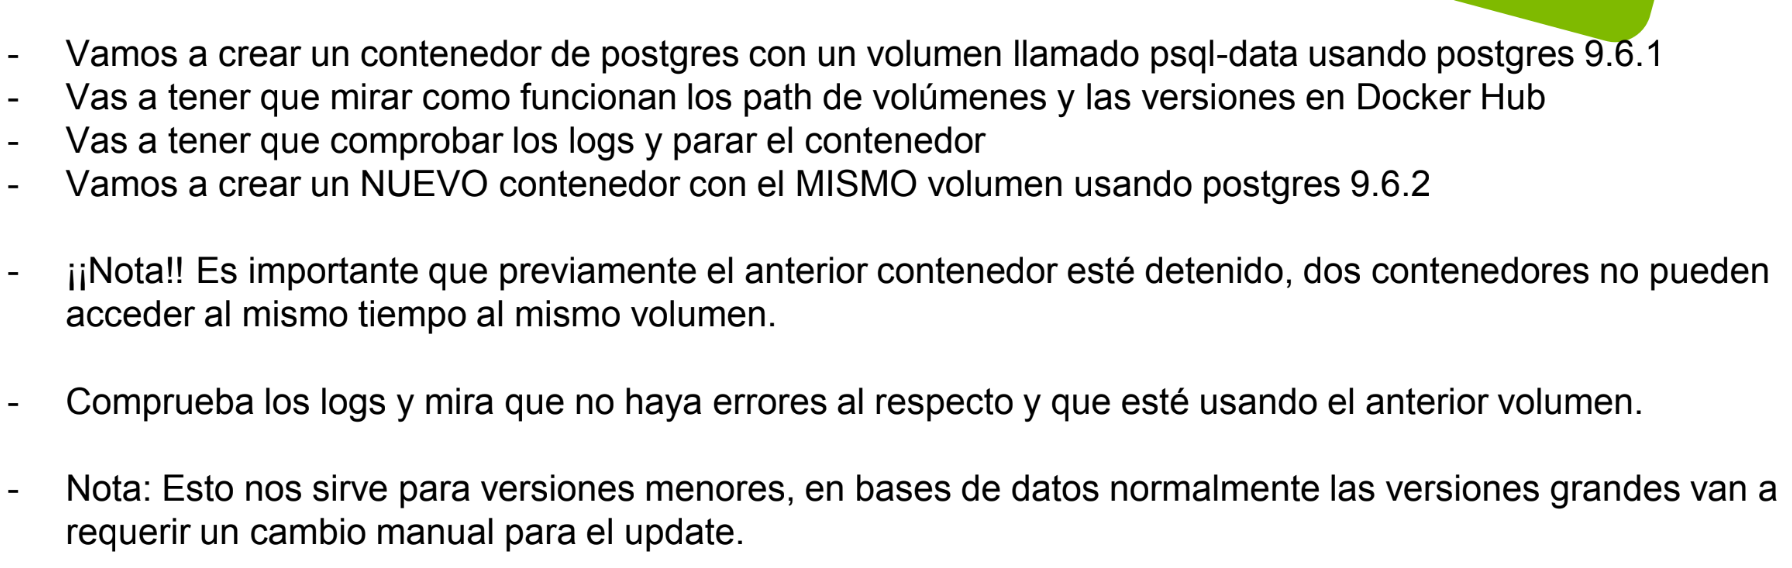 - Vamos a crear un contenedor de postgres con un volumen llamado psql-data usando postgres 9.6.1
- Vas a tener que mirar como funcionan los path de volúmenes y las versiones en Docker Hub
- Vas a tener que comprobar los logs y parar el contenedor
- Vamos a crear un NUEVO contenedor con el MISMO volumen usando postgres 9.6.2
- ¡¡Nota!! Es importante que previamente el anterior contenedor esté detenido, dos contenedores no pueden
acceder al mismo tiempo al mismo volumen.
- Comprueba los logs y mira que no haya errores al respecto y que esté usando el anterior volumen.
- Nota: Esto nos sirve para versiones menores, en bases de datos normalmente las versiones grandes van a
requerir un cambio manual para el update.